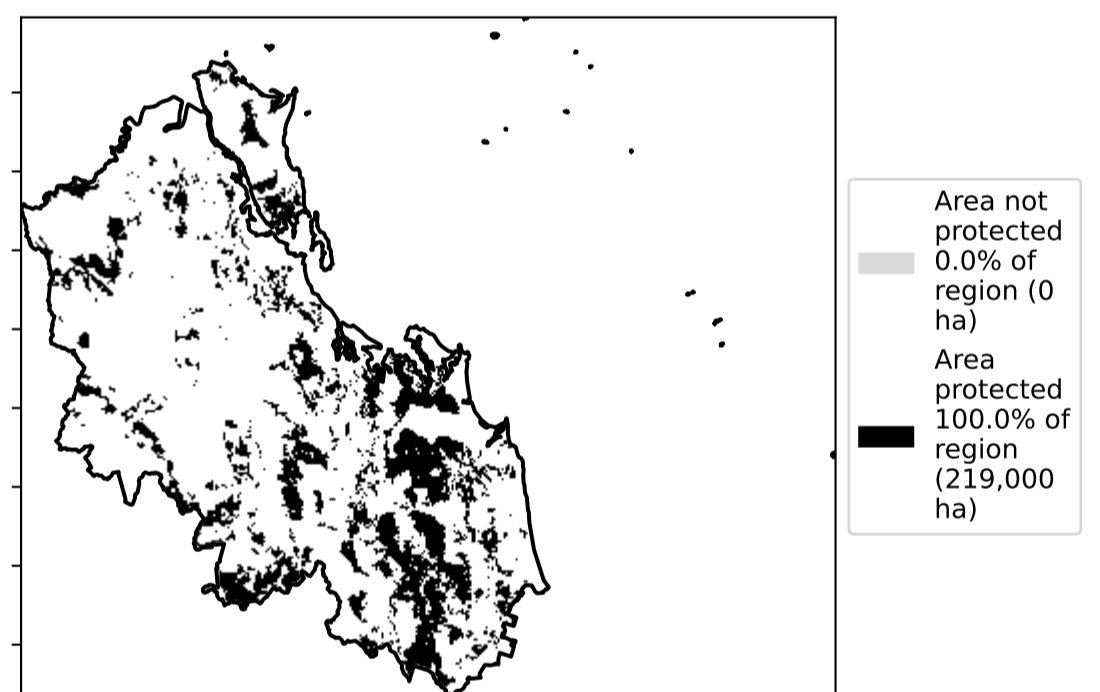 Area not
protected
0.0% of
region (0
ha)
Area
protected
100.0% of
region
(219,000
ha)